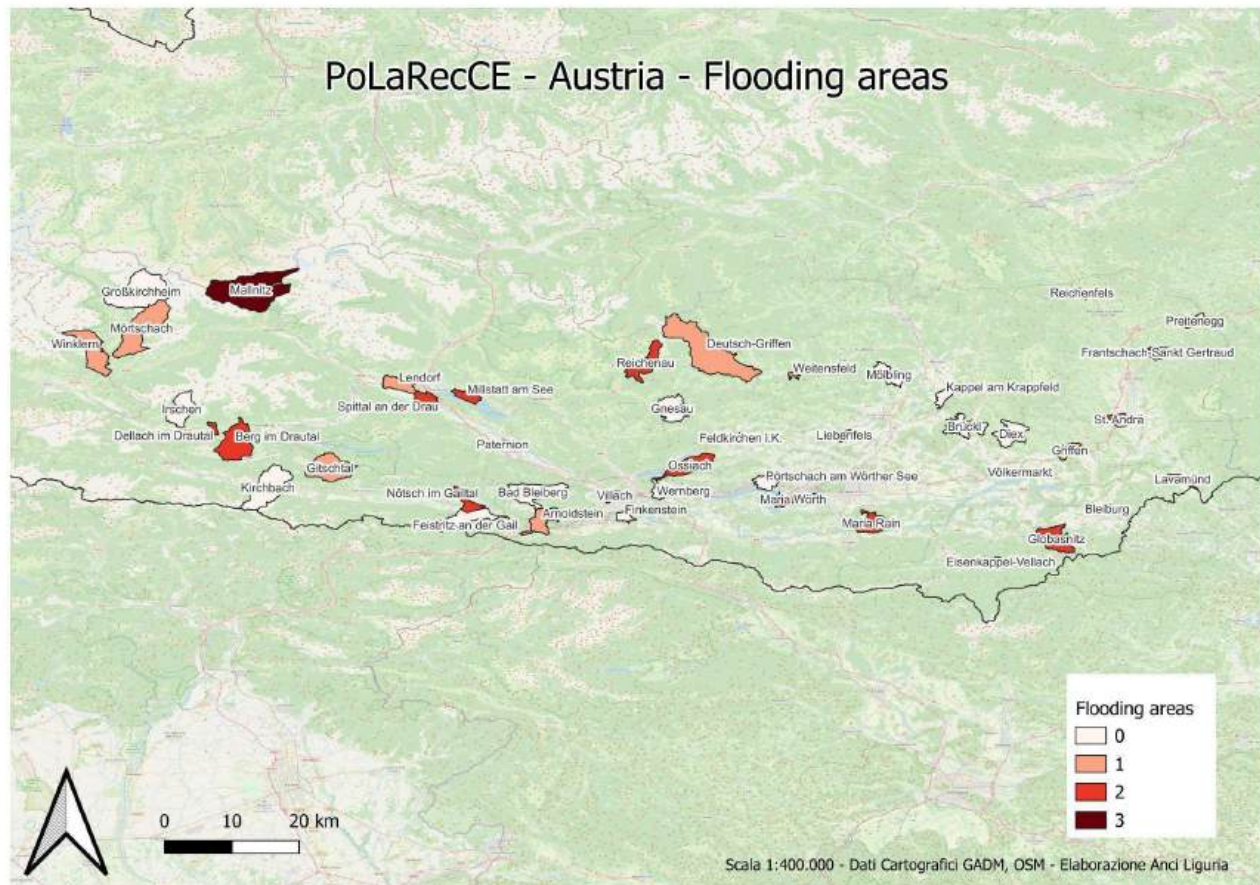 PoLaRecCE - Austria - Flooding areas
Großkirchheim
Mallnitz
Reichenfels
Mörtschach
Preitenegg
Winklern
Deutsch-Griffen
Frantschach-Sankt Gertraud
Reichenau
Weitensfeld
Mölbling
Lendorf
Millstatt am See
Kappel am Krappfeld
Spittal an der Drau
Irschen
Gnesau
St. Andrä
Brückl
Diex
Dellach im Drautal
Berg im Drautal
Feldkirchen i.K.
Liebenfels
Paternion
Griffen
Gitschtal
Ossiach
Völkermarkt
Pörtschach am Wörther See
Lavamünd
Kirchbach
Nötsch im Gailtal
Bad Bleiberg
Villach
Wernberg
Maria Wörth
Bleiburg
Feistritz an der Gail
Arnoldstein
Finkenstein
Maria Rain
Globasnitz
Eisenkappel-Vellach
Flooding areas
0
1
2
3
0 10 20 km
Scala 1:400.000 - Dati Cartografici GADM, OSM - Elaborazione Anci Liguria